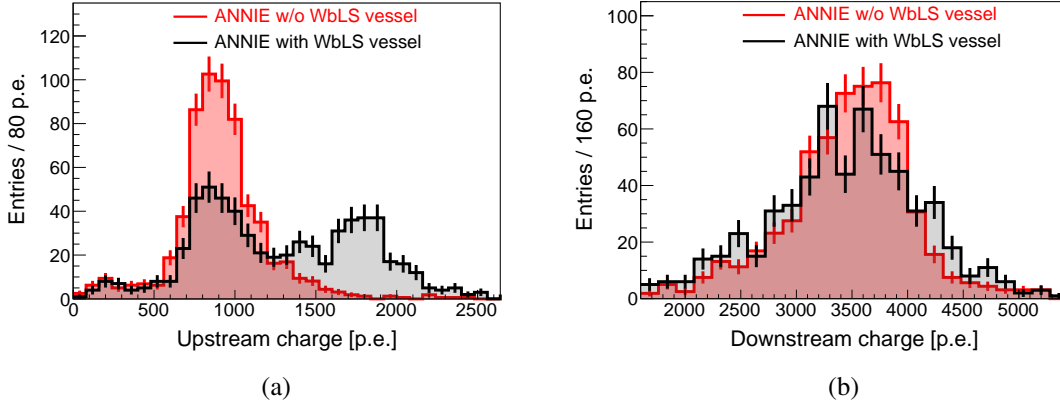 ANNIE w/o WbLS vessel
ANNIE with WbLS vessel
Entries / 80 p.e.
120
100
80
60
40
20
0
0 500 1000 1500 2000 2500
Upstream charge [p.e.]
(a)
ANNIE w/o WbLS vessel
ANNIE with WbLS vessel
Entries / 160 p.e.
100
80
60
40
20
0
2000 2500 3000 3500 4000 4500 5000
Downstream charge [p.e.]
(b)